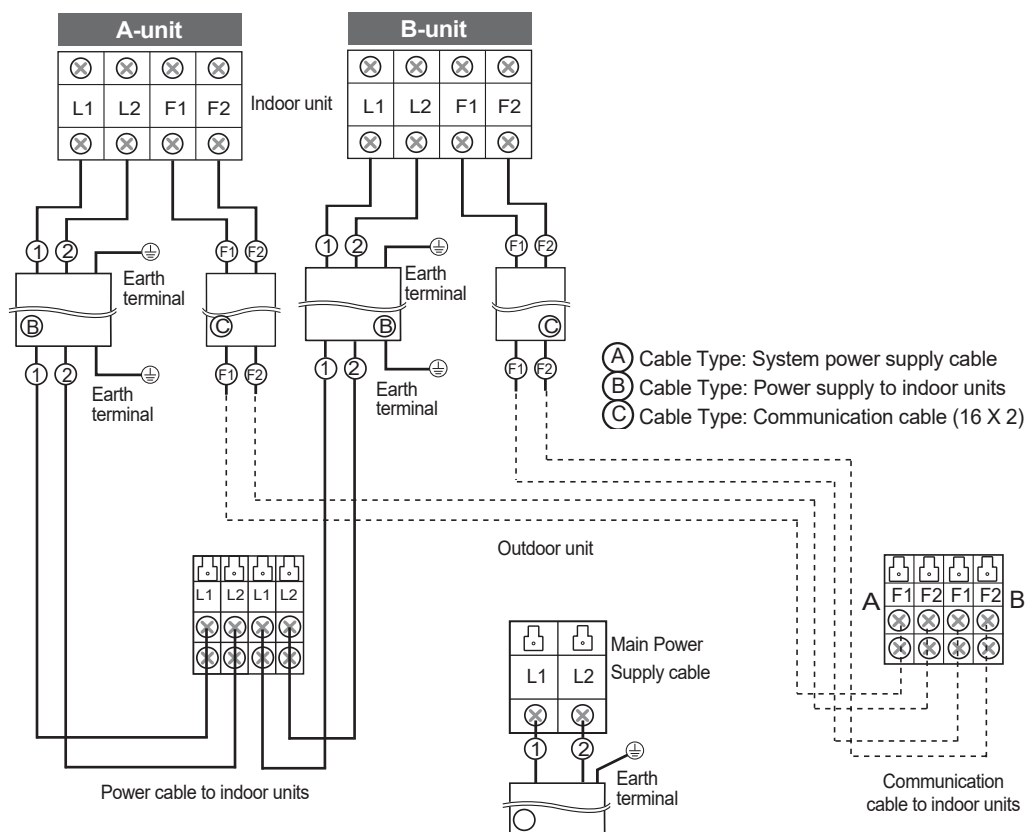 A-unit
B-unit
L1 L2 F1 F2
Indoor unit
L1 L2 F1 F2
1 2
F1 F2
1 2
F1 F2
Earth
terminal
Earth
terminal
B
C
B
C
1 2
F1 F2
1 2
F1 F2
Earth
terminal
Earth
terminal
A Cable Type: System power supply cable
B Cable Type: Power supply to indoor units
C Cable Type: Communication cable (16 X 2)
Outdoor unit
L1 L2 L1 L2
A F1 F2 F1 F2 B
Main Power
Supply cable
L1 L2
1 2
Earth
terminal
Power cable to indoor units
Communication
cable to indoor units